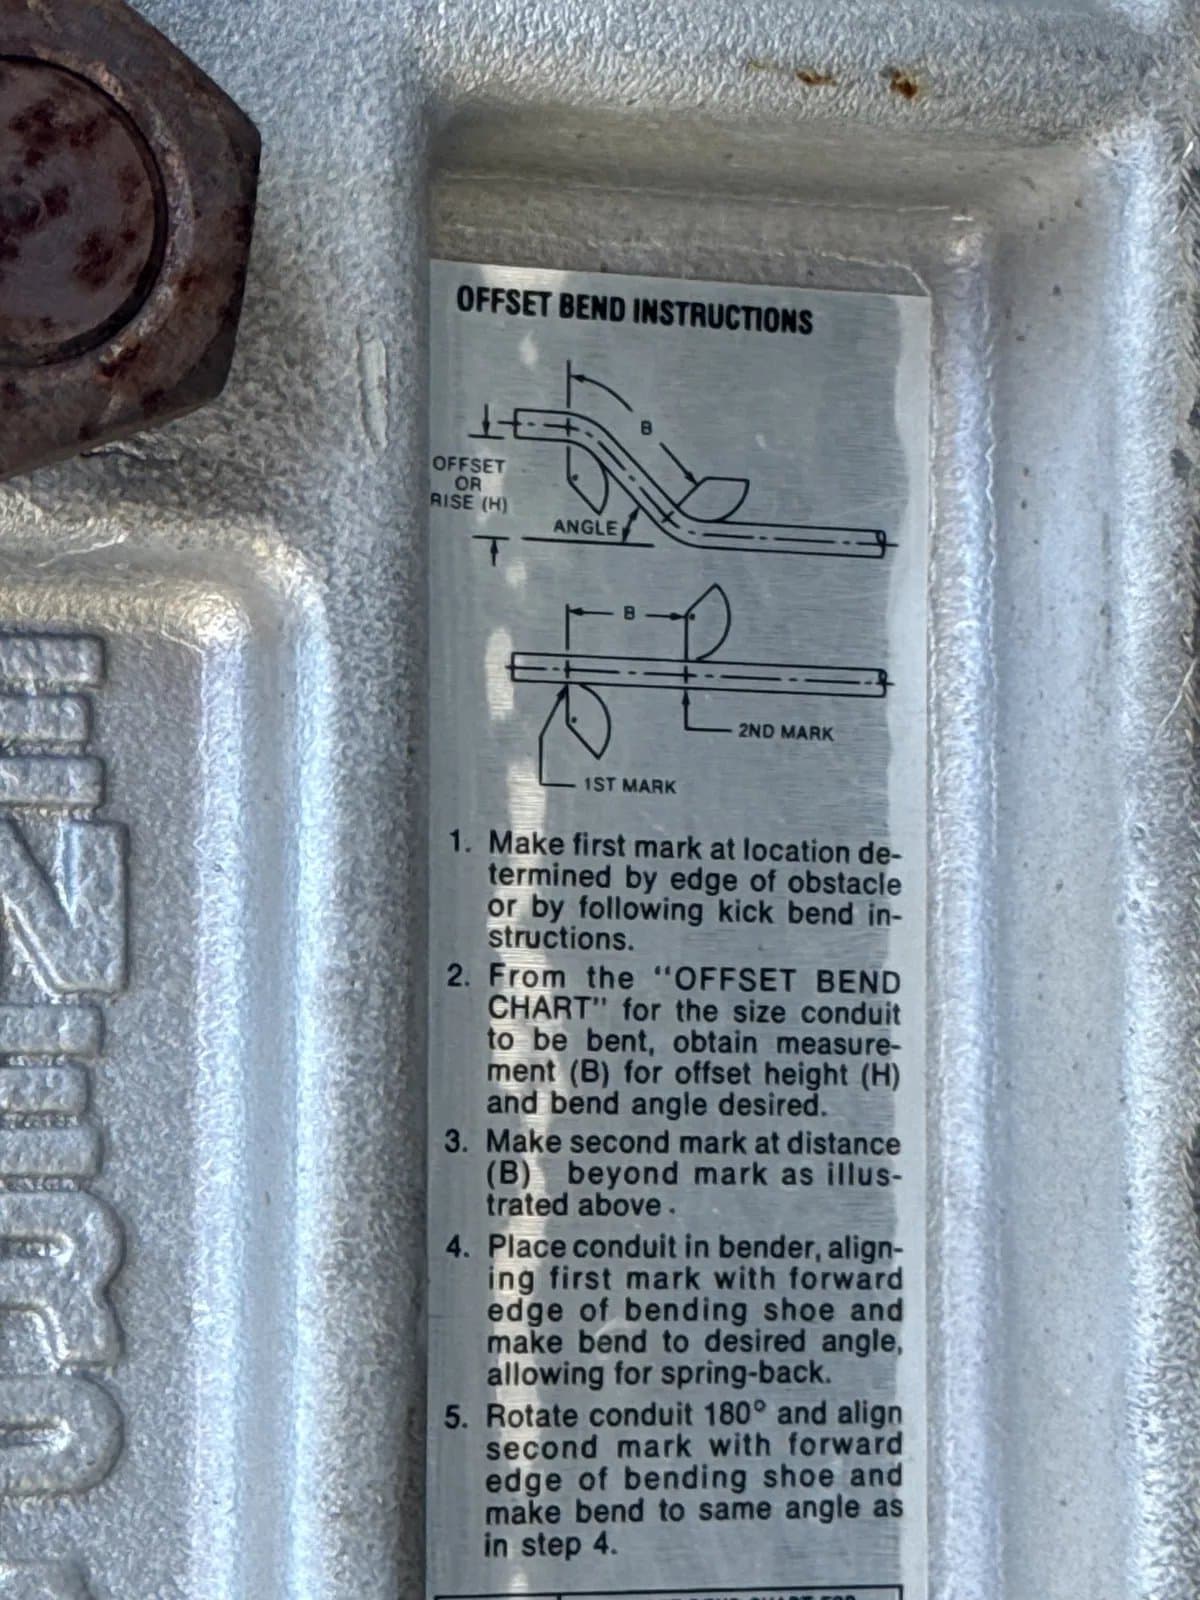 OFFSET BEND INSTRUCTIONS
B
OFFSET
OR
RISE (H)
ANGLE
B
2ND MARK
1ST MARK
1. Make first mark at location de-
termined by edge of obstacle
or by following kick bend in-
structions.
2. From the "OFFSET BEND
CHART" for the size conduit
to be bent, obtain measure-
ment (B) for offset height (H)
and bend angle desired.
3. Make second mark at distance
(B) beyond mark as illus-
trated above.
4. Place conduit in bender, align-
ing first mark with forward
edge of bending shoe and
make bend to desired angle,
allowing for spring-back.
5. Rotate conduit 180° and align
second mark with forward
edge of bending shoe and
make bend to same angle as
in step 4.